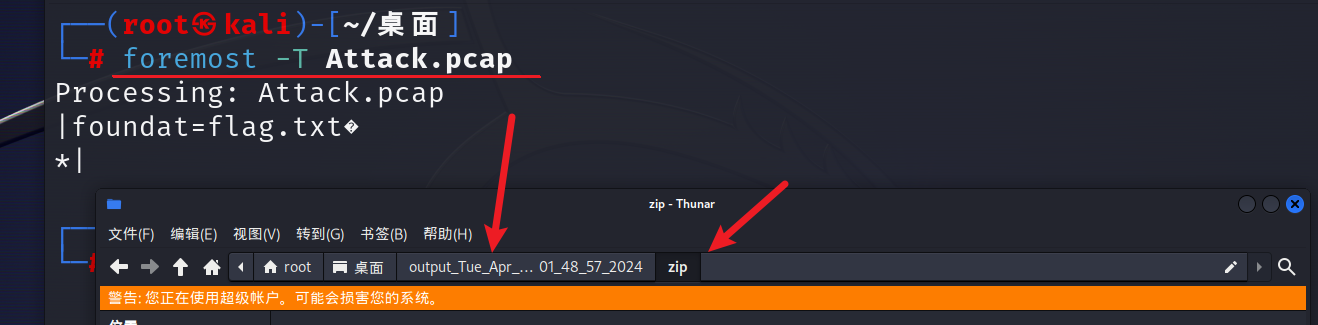 (root㉿kali)-[~/桌面]
# foremost -T Attack.pcap
Processing: Attack.pcap
|foundat=flag.txt�
*|
zip - Thunar
文件(F) 编辑(E) 视图(V) 转到(G) 书签(B) 帮助(H)
root 桌面 output_Tue_Apr_... 01_48_57_2024 zip
警告: 您正在使用超级帐户。可能会损害您的系统。